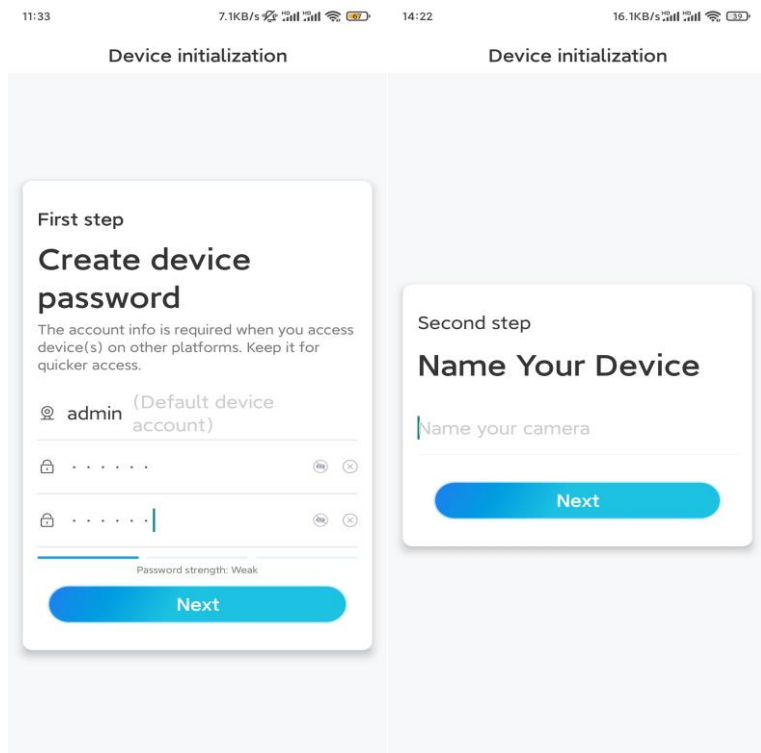 11:33
7.1KB/s
67
Device initialization
First step
Create device
password
The account info is required when you access
device(s) on other platforms. Keep it for
quicker access.
admin
(Default device
account)
· · · · · ·
· · · · · ·
Password strength: Weak
Next
14:22
16.1KB/s
39
Device initialization
Second step
Name Your Device
Name your camera
Next